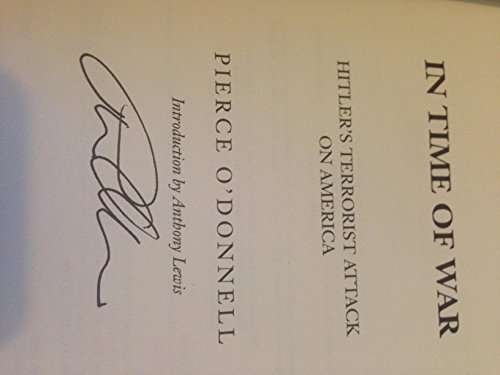 IN TIME OF WAR
HITLER'S TERRORIST ATTACK
ON AMERICA
PIERCE O'DONNELL
Introduction by Anthony Lewis